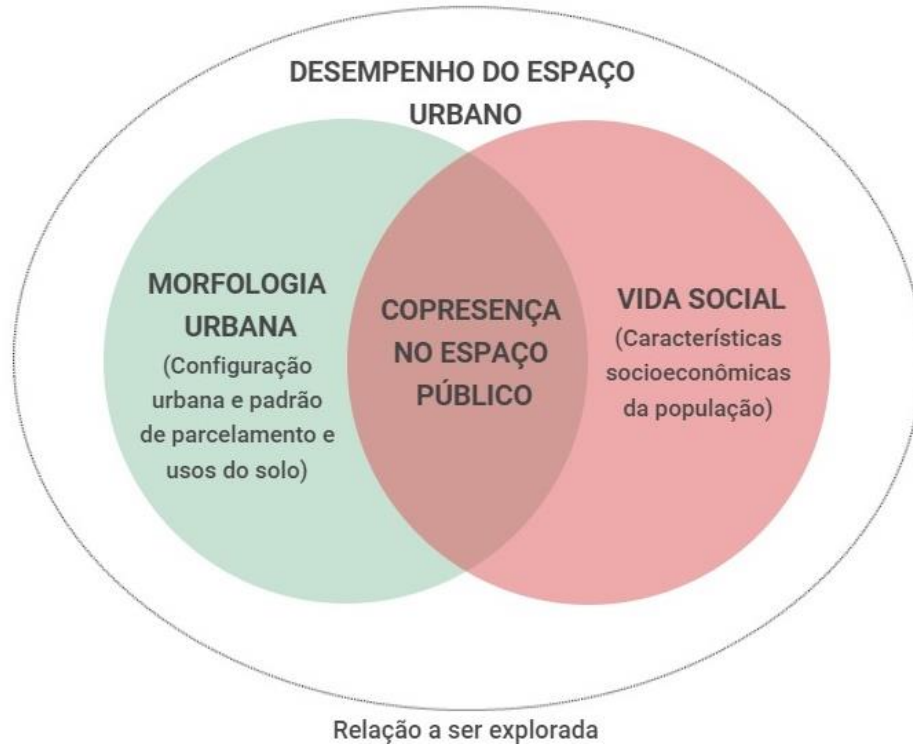 DESEMPENHO DO ESPAÇO
URBANO
MORFOLOGIA
URBANA
(Configuração
urbana e padrão
de parcelamento e
usos do solo)
COPRESENÇA
NO ESPAÇO
PÚBLICO
VIDA SOCIAL
(Características
socioeconômicas
da população)
Relação a ser explorada